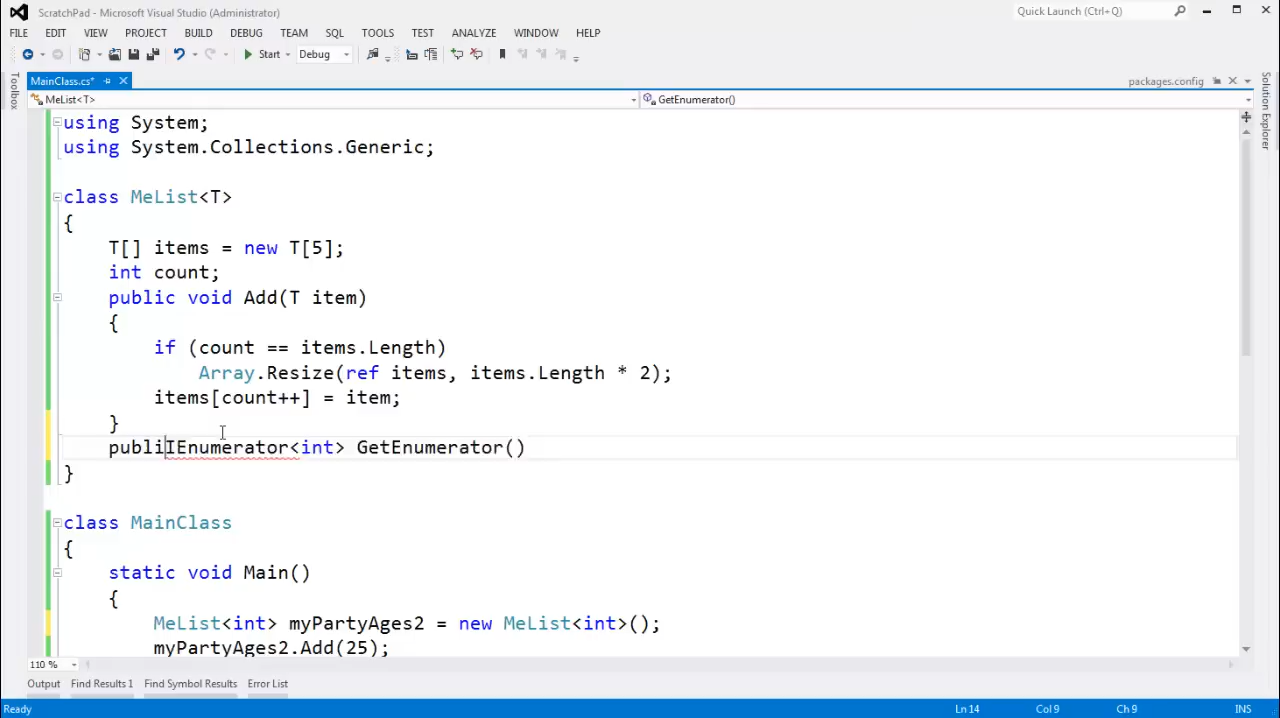 ScratchPad - Microsoft Visual Studio (Administrator)
Quick Launch (Ctrl+Q)
FILE EDIT VIEW PROJECT BUILD DEBUG TEAM SQL TOOLS TEST ANALYZE WINDOW HELP
Start Debug
Toolbox
MainClass.cs*
packages.config
Solution Explorer
MeList<T>
GetEnumerator()
using System;
using System.Collections.Generic;
class MeList<T>
{
T[] items = new T[5];
int count;
public void Add(T item)
{
if (count == items.Length)
Array.Resize(ref items, items.Length * 2);
items[count++] = item;
}
publiIEnumerator<int> GetEnumerator()
}
class MainClass
{
static void Main()
{
MeList<int> myPartyAges2 = new MeList<int>();
myPartyAges2.Add(25);
110 %
Output Find Results 1 Find Symbol Results Error List
Ready Ln 14 Col 9 Ch 9 INS